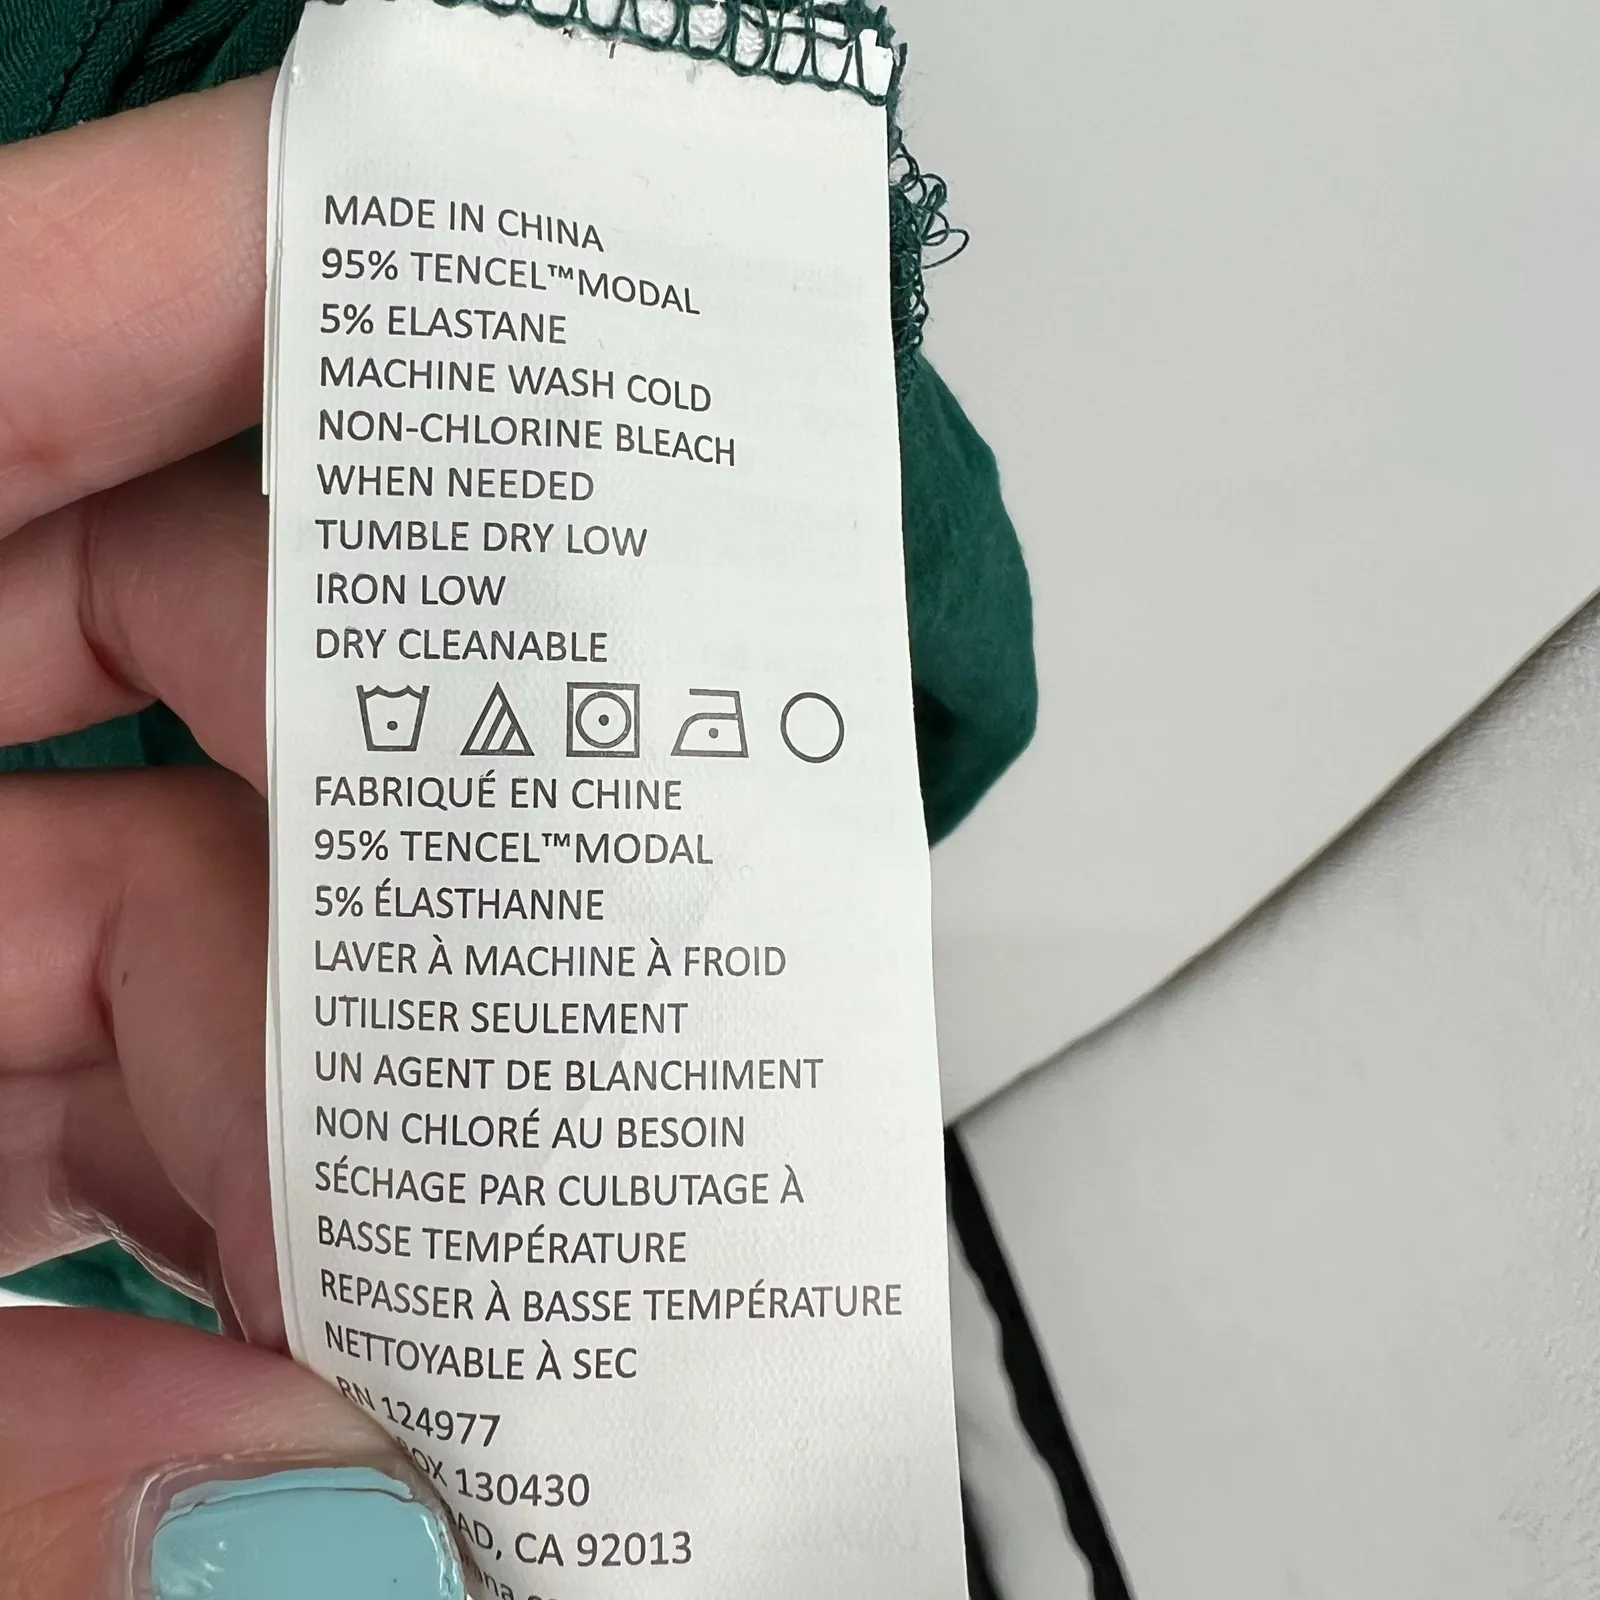 MADE IN CHINA
95% TENCEL™MODAL
5% ELASTANE
MACHINE WASH COLD
NON-CHLORINE BLEACH
WHEN NEEDED
TUMBLE DRY LOW
IRON LOW
DRY CLEANABLE
FABRIQUÉ EN CHINE
95% TENCEL™MODAL
5% ÉLASTHANNE
LAVER À MACHINE À FROID
UTILISER SEULEMENT
UN AGENT DE BLANCHIMENT
NON CHLORÉ AU BESOIN
SÉCHAGE PAR CULBUTAGE À
BASSE TEMPÉRATURE
REPASSER À BASSE TEMPÉRATURE
NETTOYABLE À SEC
RN 124977
BOX 130430
CA 92013